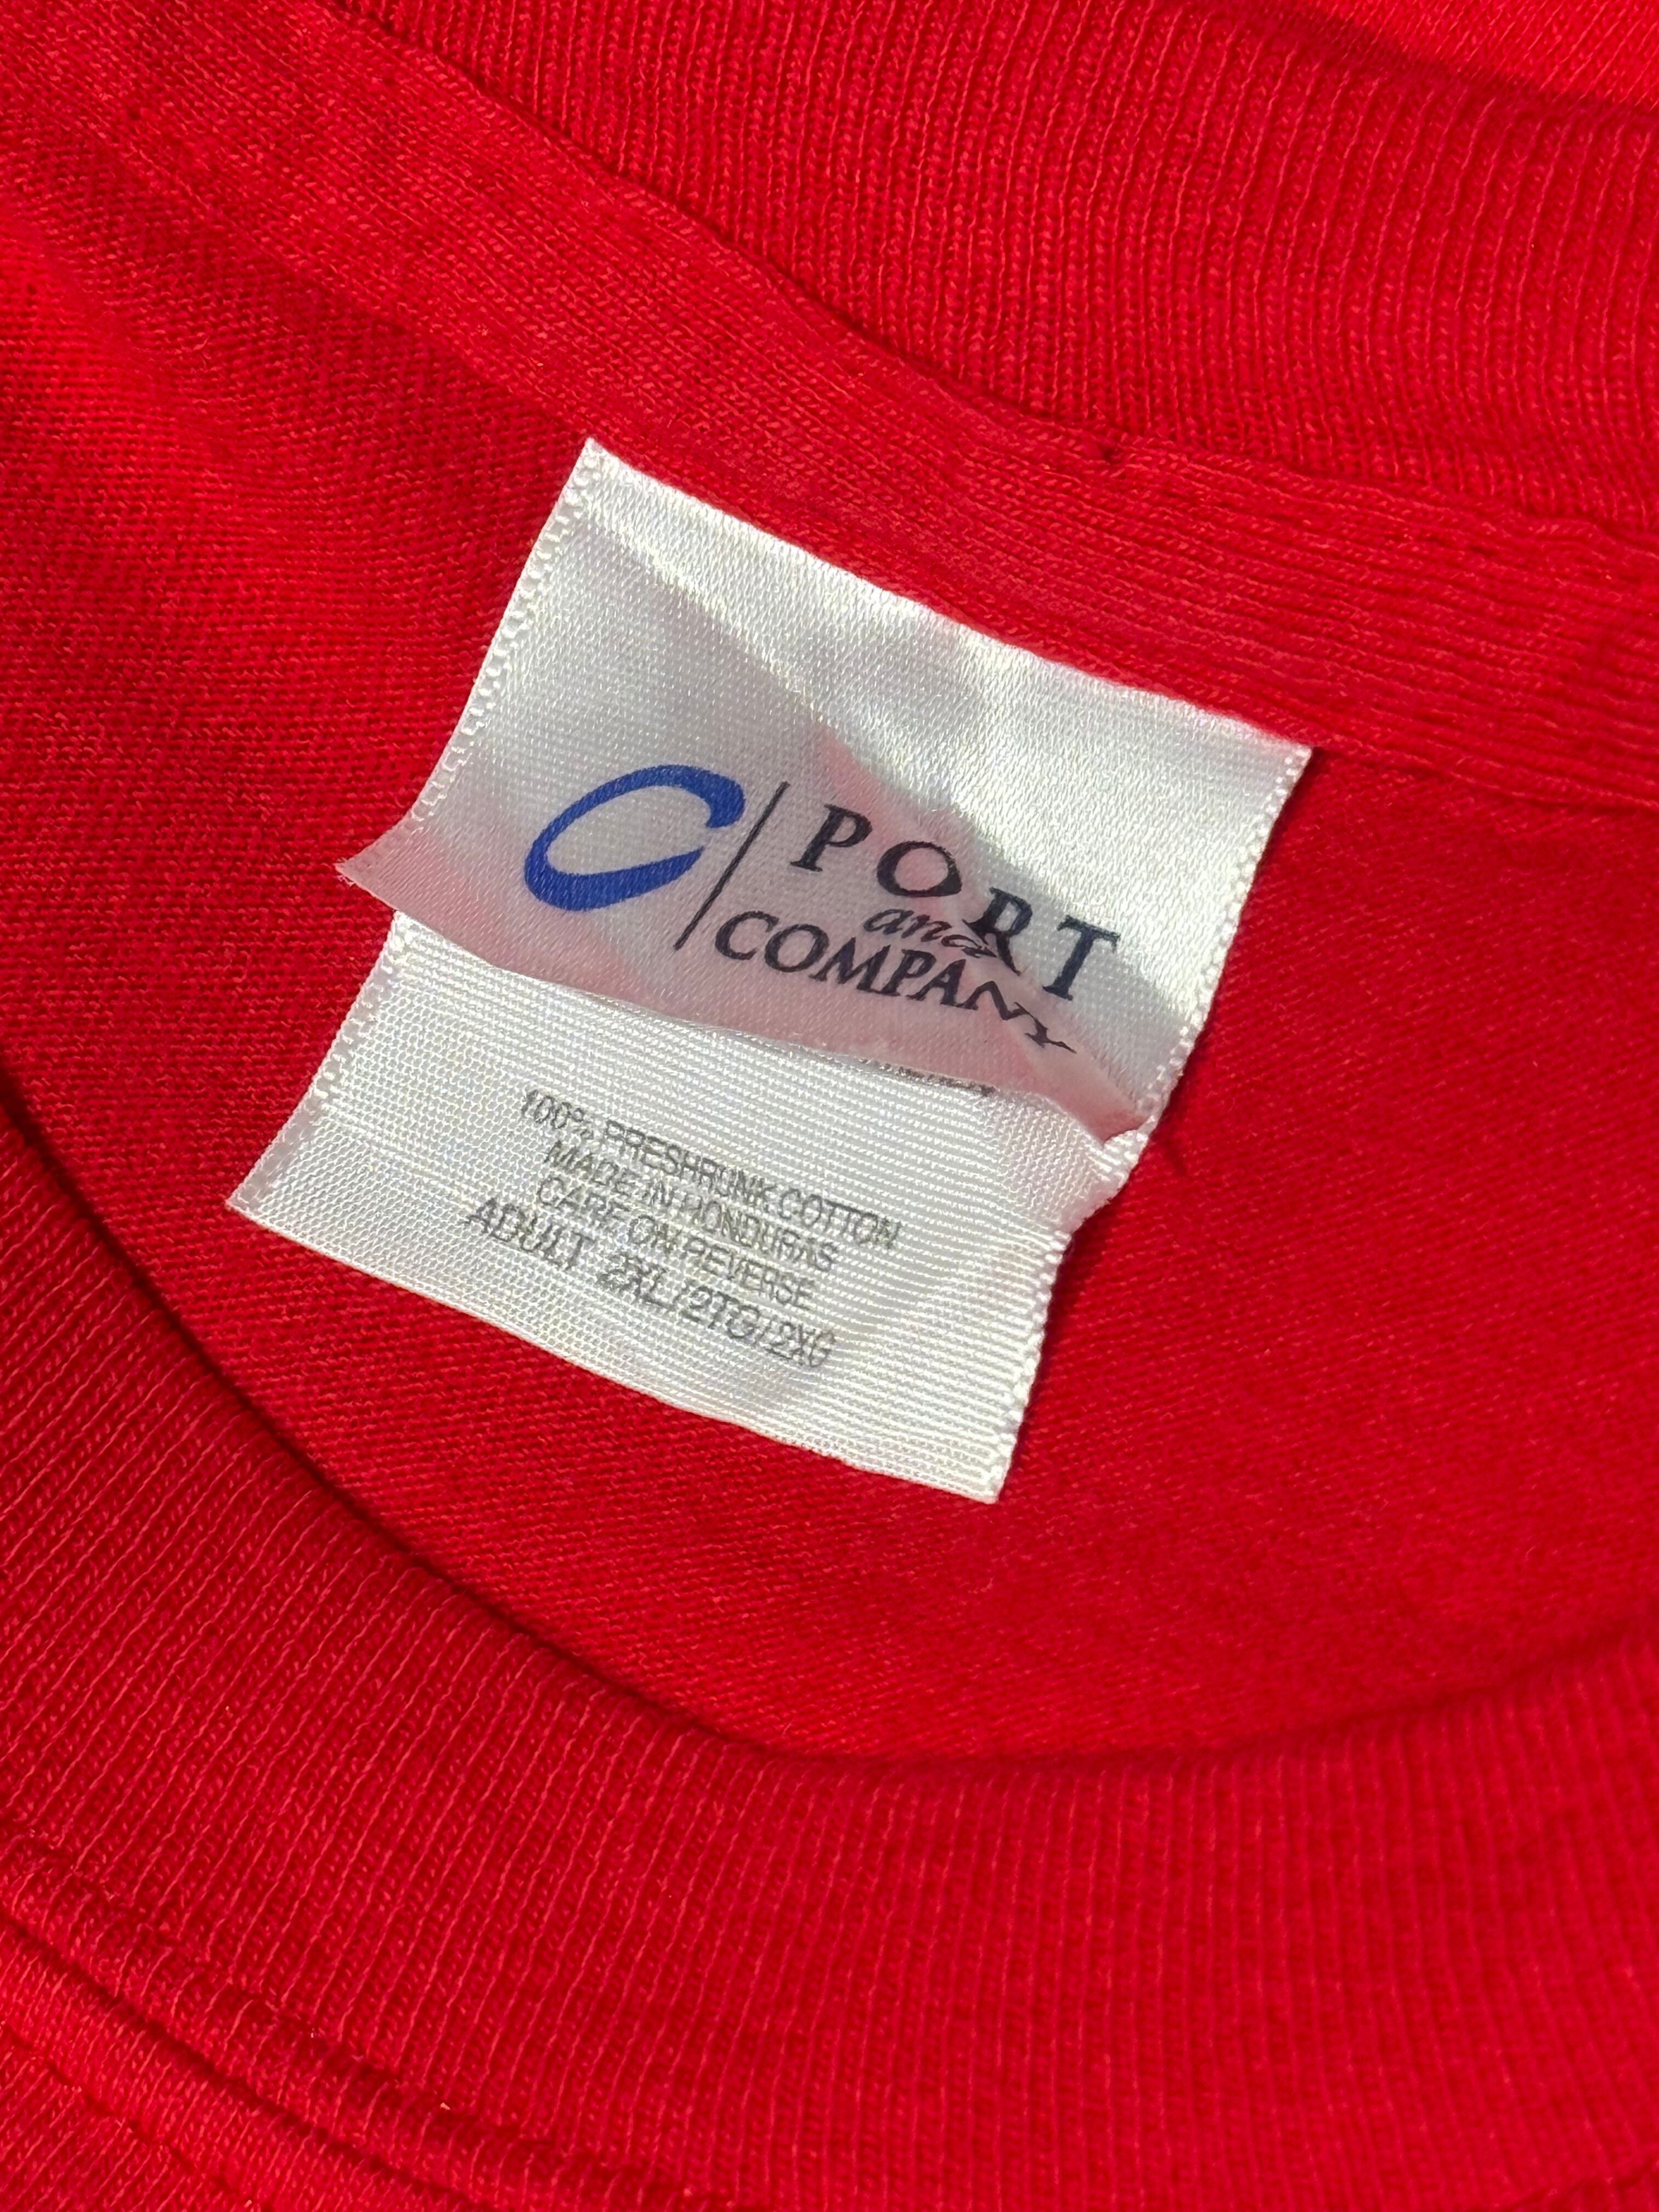 C
PORT
and
COMPANY
100% PRESHRUNK COTTON
MADE IN HONDURAS
CARE ON REVERSE
ADULT 2XL/2TG/2XG